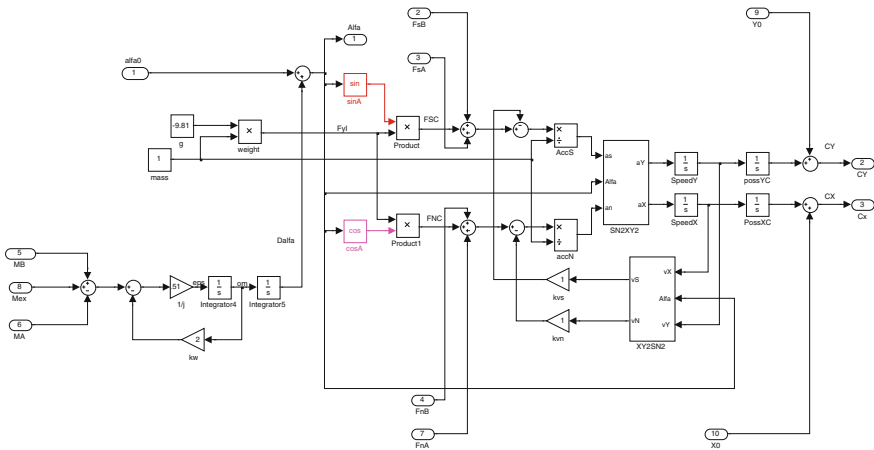 2
FsB
9
Y0
Alfa
1
3
FsA
alfa0
1
sin
sinA
-9.81
g
×
weight
Fyl
×
Product
FSC
×
÷
AccS
1
mass
as
Alfa
an
aY
aX
SN2XY2
1
s
SpeedY
1
s
possYC
CY
2
CY
1
s
SpeedX
1
s
PossXC
CX
3
Cx
cos
cosA
×
Product1
FNC
×
÷
accN
Dalfa
5
MB
8
Mex
6
MA
.51
1/j
eps
1
s
Integrator4
om
1
s
Integrator5
2
kw
1
kvs
1
kvn
vS
vN
vX
Alfa
vY
XY2SN2
4
FnB
7
FnA
10
X0